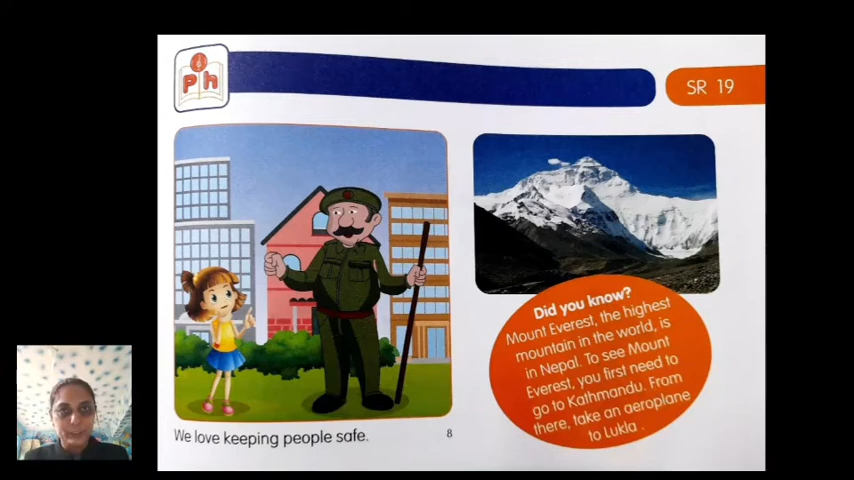 Ph
SR 19
We love keeping people safe.
8
Did you know?
Mount Everest, the highest
mountain in the world, is
in Nepal. To see Mount
Everest, you first need to
go to Kathmandu. From
there, take an aeroplane
to Lukla .